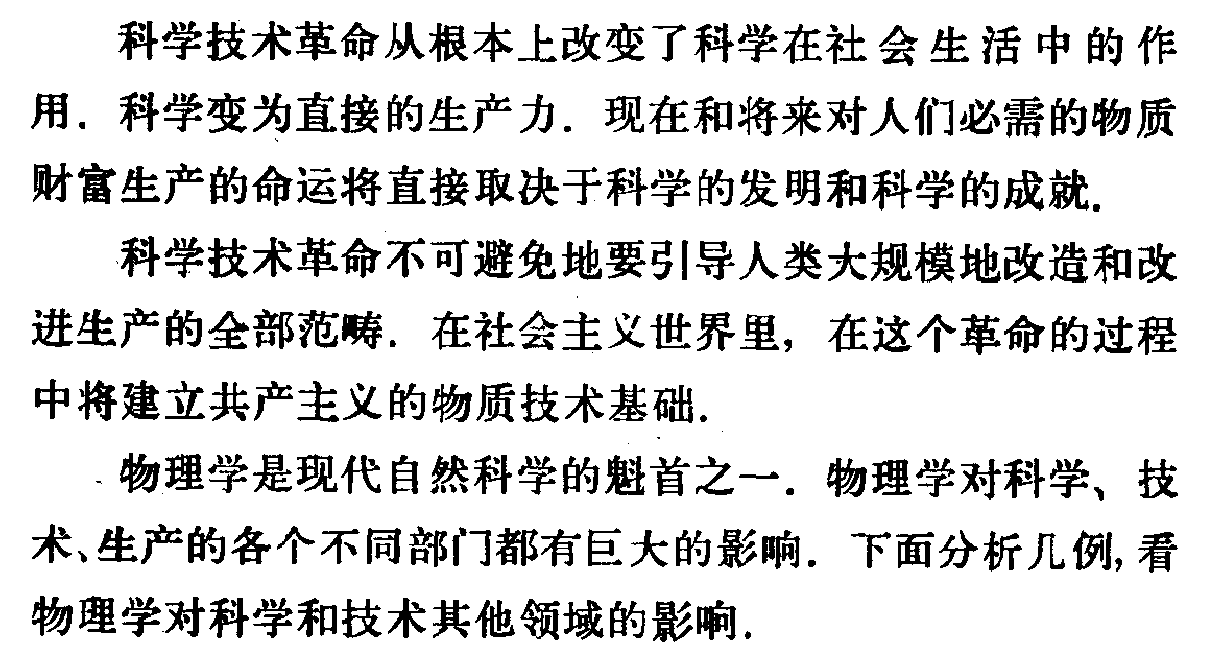 科学技术革命从根本上改变了科学在社会生活中的作
用．科学变为直接的生产力．现在和将来对人们必需的物质
财富生产的命运将直接取决于科学的发明和科学的成就．
科学技术革命不可避免地要引导人类大规模地改造和改
进生产的全部范畴．在社会主义世界里，在这个革命的过程
中将建立共产主义的物质技术基础．
物理学是现代自然科学的魁首之一．物理学对科学、技
术、生产的各个不同部门都有巨大的影响．下面分析几例，看
物理学对科学和技术其他领域的影响．